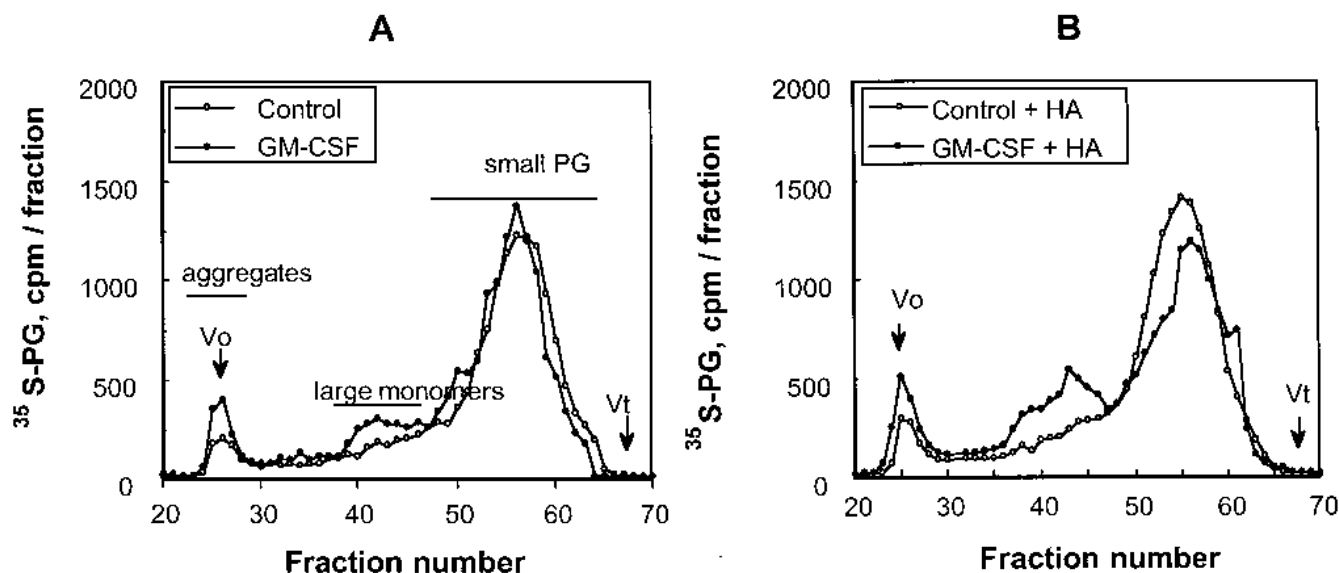 A
2000
1500
1000
500
0
³⁵ S-PG, cpm / fraction
Control
GM-CSF
small PG
aggregates
Vo
large monomers
Vt
20 30 40 50 60 70
Fraction number
B
2000
1500
1000
500
0
³⁵ S-PG, cpm / fraction
Control + HA
GM-CSF + HA
Vo
Vt
20 30 40 50 60 70
Fraction number